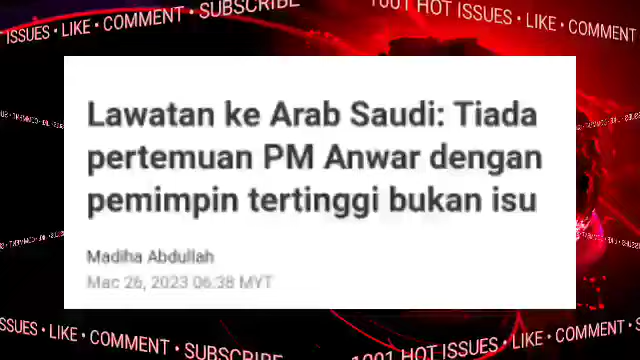 ISSUES • LIKE • COMMENT • SUBSCRIBE
1001 HOT ISSUES • LIKE • COMMENT
Lawatan ke Arab Saudi: Tiada
pertemuan PM Anwar dengan
pemimpin tertinggi bukan isu
Madiha Abdullah
Mac 26, 2023 06.38 MYT
SSUES • LIKE • COMMENT • SUBSCRIBE
1001 HOT ISSUES • LIKE • COMMENT • S